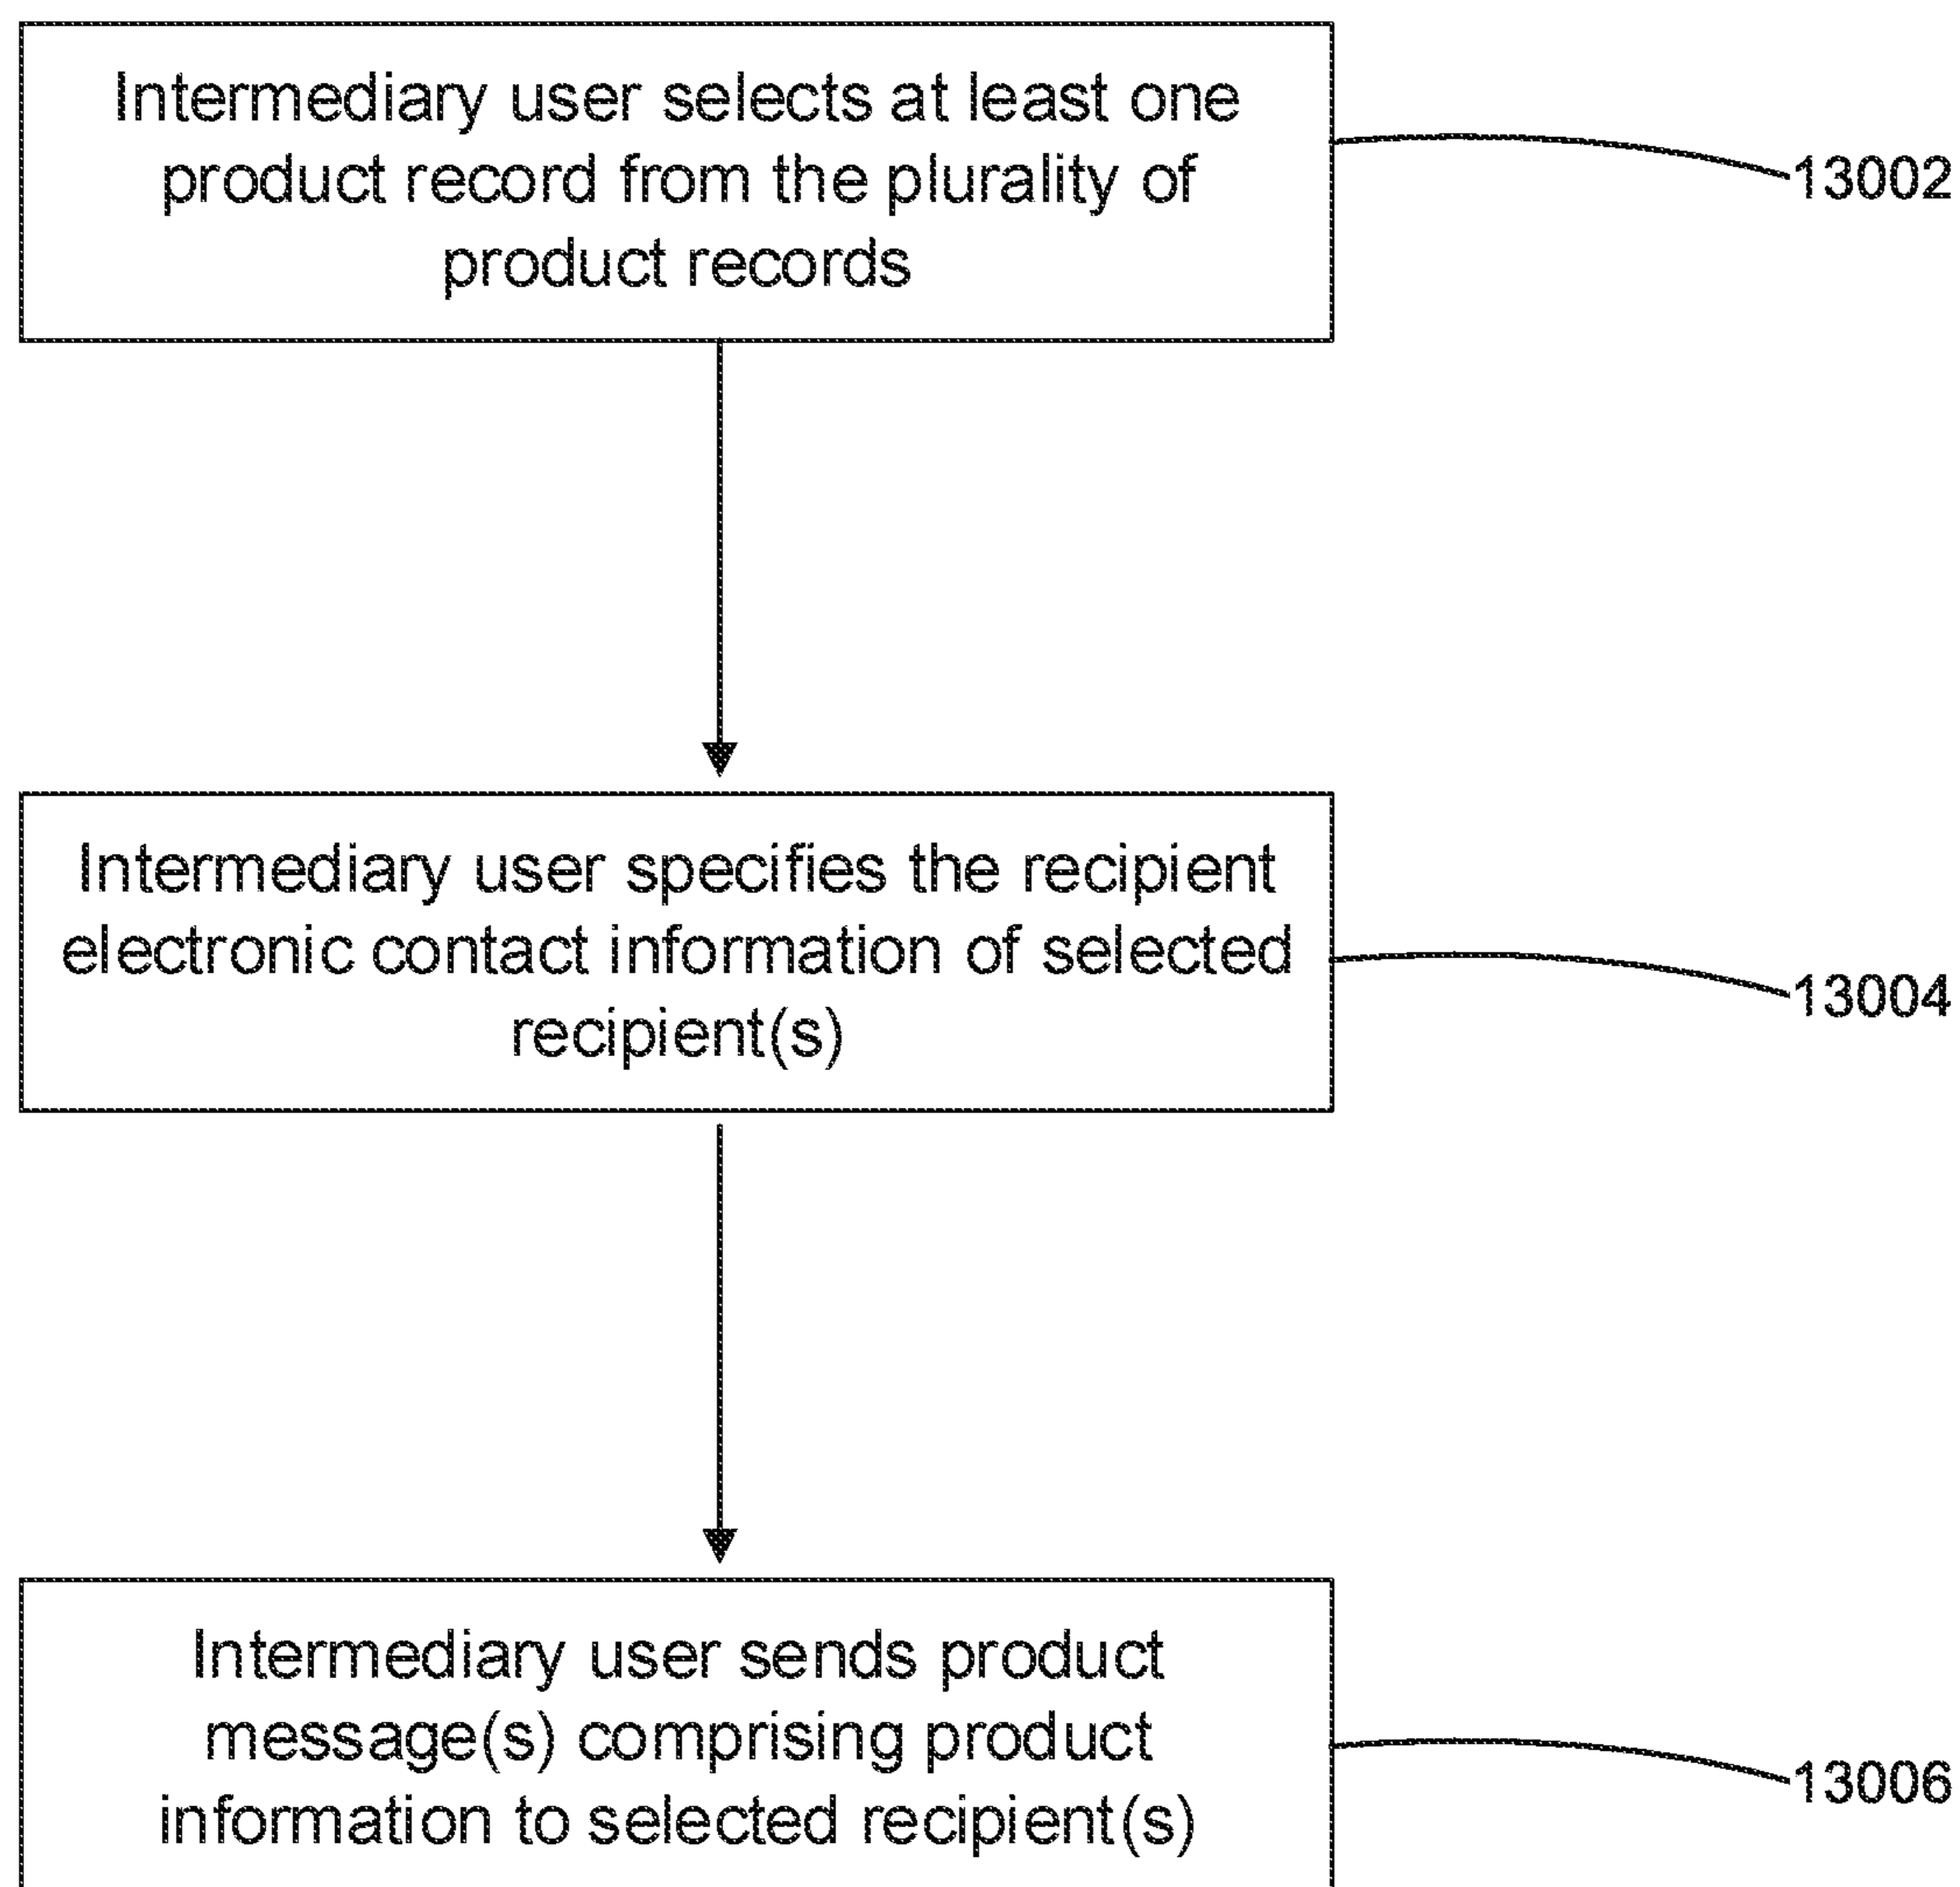 Intermediary user selects at least one
product record from the plurality of
product records
13002
Intermediary user specifies the recipient
electronic contact information of selected
recipient(s)
13004
Intermediary user sends product
message(s) comprising product
information to selected recipient(s)
13006